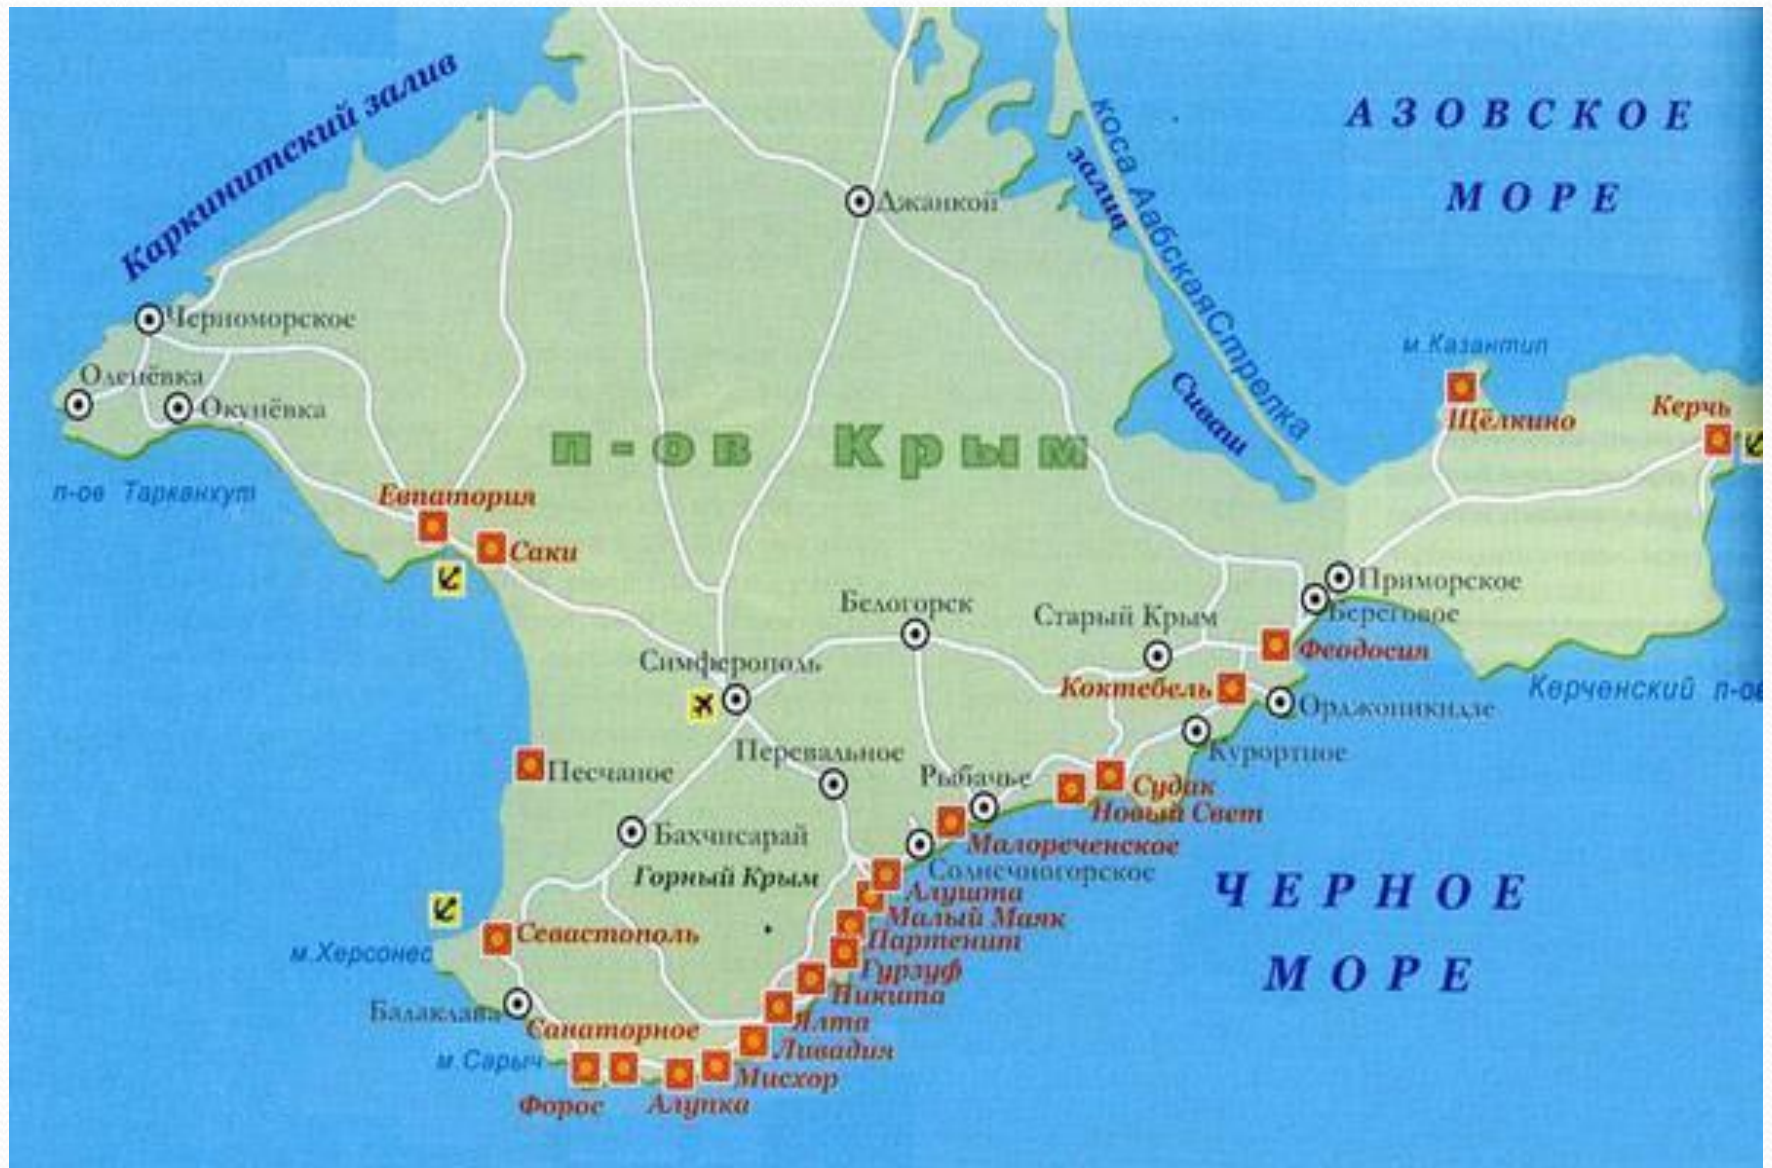 Каркинитский залив
АЗОВСКОЕ
МОРЕ
коса Аабская Стрелка
залив
Джанкой
Сиваш
Черноморское
м.Казантип
Оленёвка
Окунёвка
Щёлкино
Керчь
п-ов Крым
п-ов Тарканкут
Евпатория
Саки
Приморское
Береговое
Белогорск
Старый Крым
Феодосия
Симферополь
Коктебель
Керченский п-ов
Орджоникидзе
Курортное
Перевальное
Песчаное
Рыбачье
Судак
Новый Свет
Бахчисарай
Малореченское
Горный Крым
Солнечногорское
Алушта
ЧЕРНОЕ
МОРЕ
Малый Маяк
Севастополь
Партенит
м.Херсонес
Гурзуф
Никита
Балаклава
Ялта
Санаторное
Ливадия
м.Сарыч
Мисхор
Форос
Алупка